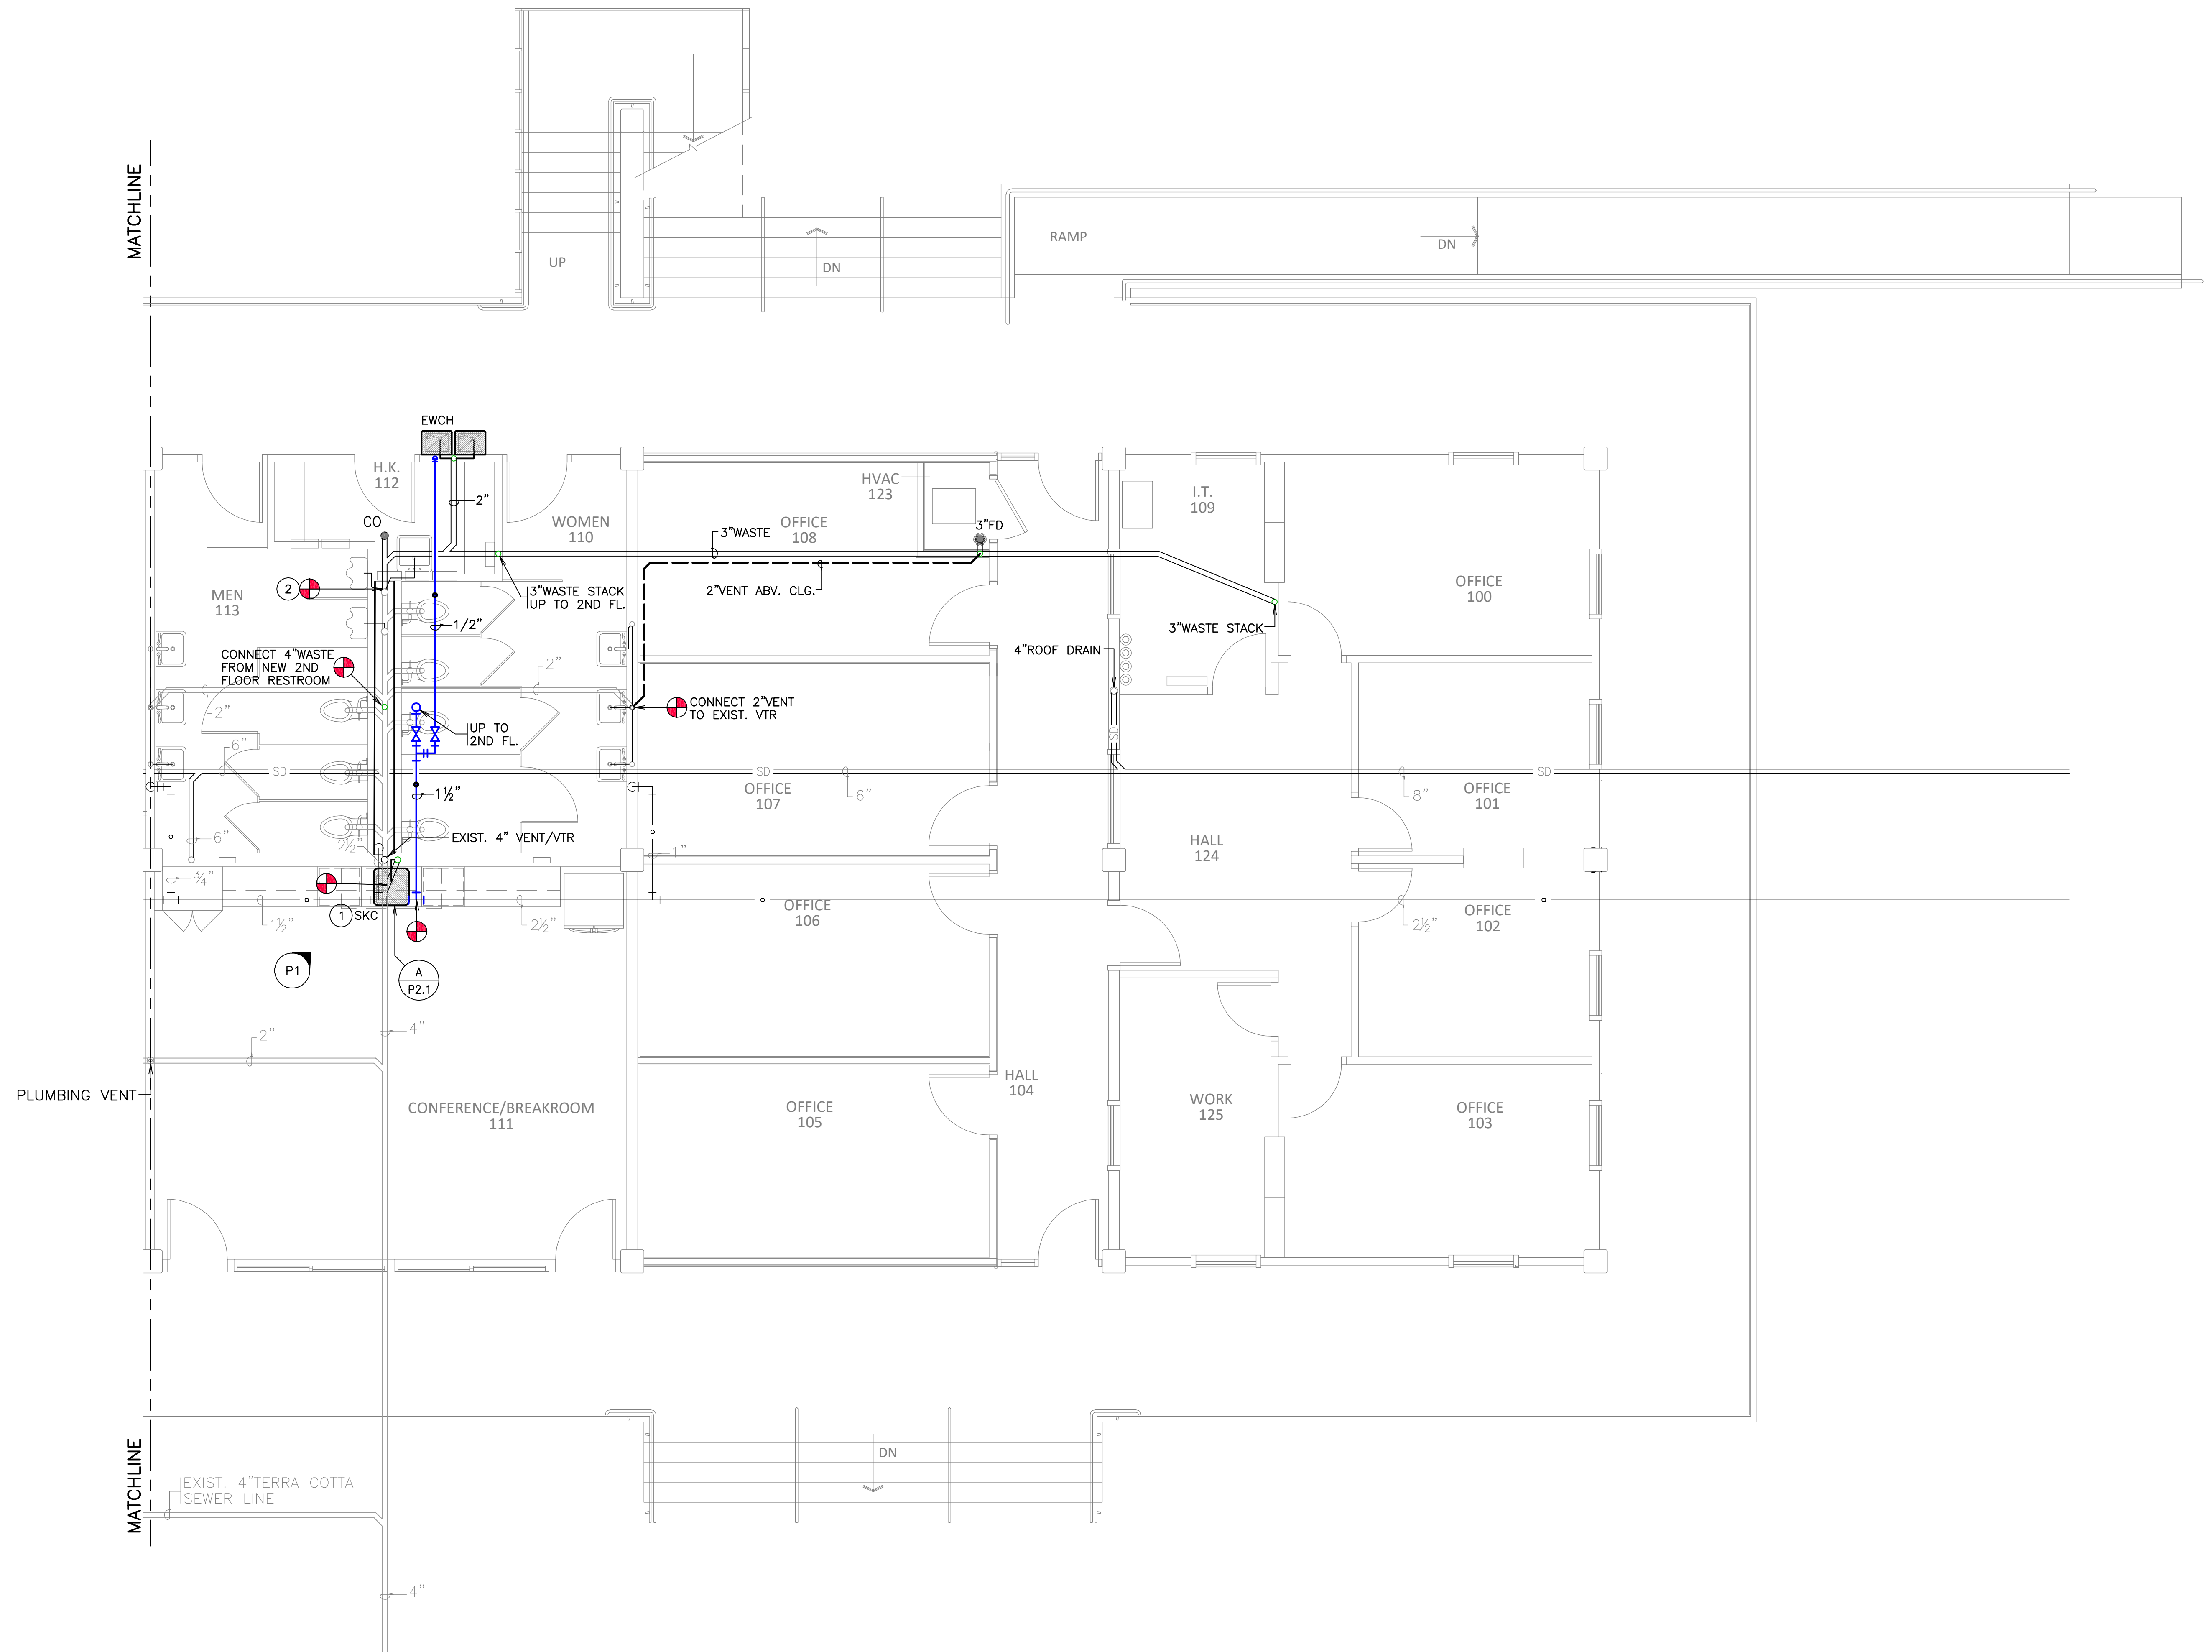 MATCHLINE
UP
DN
RAMP
DN
EWCH
H.K.
112
HVAC
123
I.T.
109
2"
CO
WOMEN
110
3"WASTE
OFFICE
108
3"FD
2
MEN
113
3"WASTE STACK
UP TO 2ND FL.
2"VENT ABV. CLG.
OFFICE
100
1/2"
3"WASTE STACK
CONNECT 4"WASTE
FROM NEW 2ND
FLOOR RESTROOM
2"
4"ROOF DRAIN
2"
CONNECT 2"VENT
TO EXIST. VTR
UP TO
2ND FL.
SD
6"
SD
SD
SD
OFFICE
107
6"
8"
OFFICE
101
1½"
6"
2½"
EXIST. 4" VENT/VTR
1"
HALL
124
¾"
1
SKC
1½"
2½"
OFFICE
106
2½"
OFFICE
102
P1
A
P2.1
4"
2"
PLUMBING VENT
HALL
104
CONFERENCE/BREAKROOM
111
OFFICE
105
WORK
125
OFFICE
103
MATCHLINE
DN
EXIST. 4"TERRA COTTA
SEWER LINE
4"